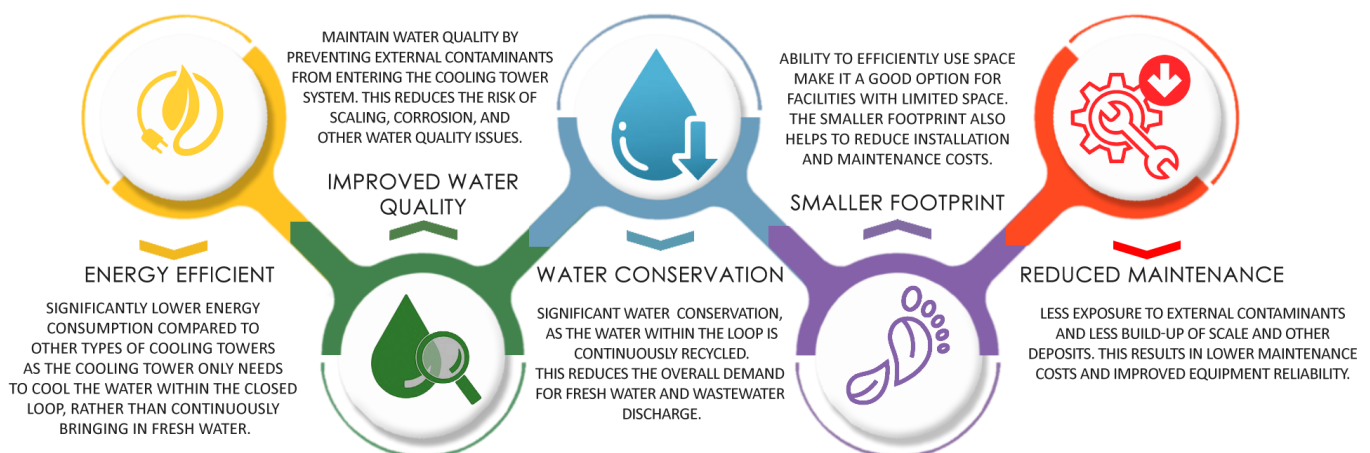 ENERGY EFFICIENT
SIGNIFICANTLY LOWER ENERGY
CONSUMPTION COMPARED TO
OTHER TYPES OF COOLING TOWERS
AS THE COOLING TOWER ONLY NEEDS
TO COOL THE WATER WITHIN THE CLOSED
LOOP, RATHER THAN CONTINUOUSLY
BRINGING IN FRESH WATER.
MAINTAIN WATER QUALITY BY
PREVENTING EXTERNAL CONTAMINANTS
FROM ENTERING THE COOLING TOWER
SYSTEM. THIS REDUCES THE RISK OF
SCALING, CORROSION, AND
OTHER WATER QUALITY ISSUES.
IMPROVED WATER
QUALITY
WATER CONSERVATION
SIGNIFICANT WATER CONSERVATION,
AS THE WATER WITHIN THE LOOP IS
CONTINUOUSLY RECYCLED.
THIS REDUCES THE OVERALL DEMAND
FOR FRESH WATER AND WASTEWATER
DISCHARGE.
ABILITY TO EFFICIENTLY USE SPACE
MAKE IT A GOOD OPTION FOR
FACILITIES WITH LIMITED SPACE.
THE SMALLER FOOTPRINT ALSO
HELPS TO REDUCE INSTALLATION
AND MAINTENANCE COSTS.
SMALLER FOOTPRINT
REDUCED MAINTENANCE
LESS EXPOSURE TO EXTERNAL CONTAMINANTS
AND LESS BUILD-UP OF SCALE AND OTHER
DEPOSITS. THIS RESULTS IN LOWER MAINTENANCE
COSTS AND IMPROVED EQUIPMENT RELIABILITY.